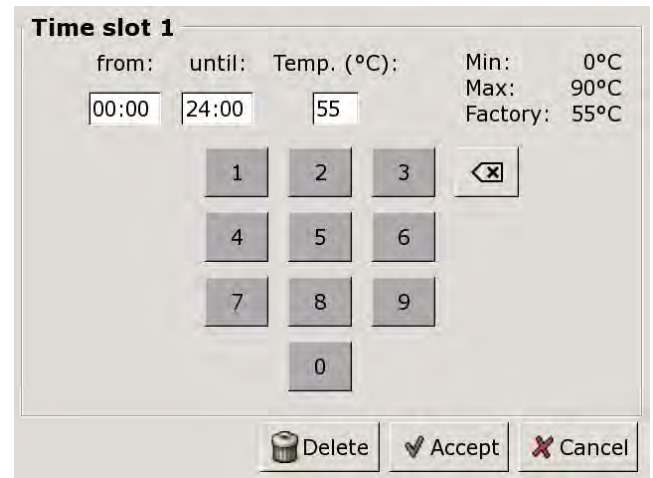 Time slot 1
from: until: Temp. (°C): Min: 0°C
Max: 90°C
00:00 24:00 55 Factory: 55°C
1 2 3
4 5 6
7 8 9
0
Delete Accept Cancel